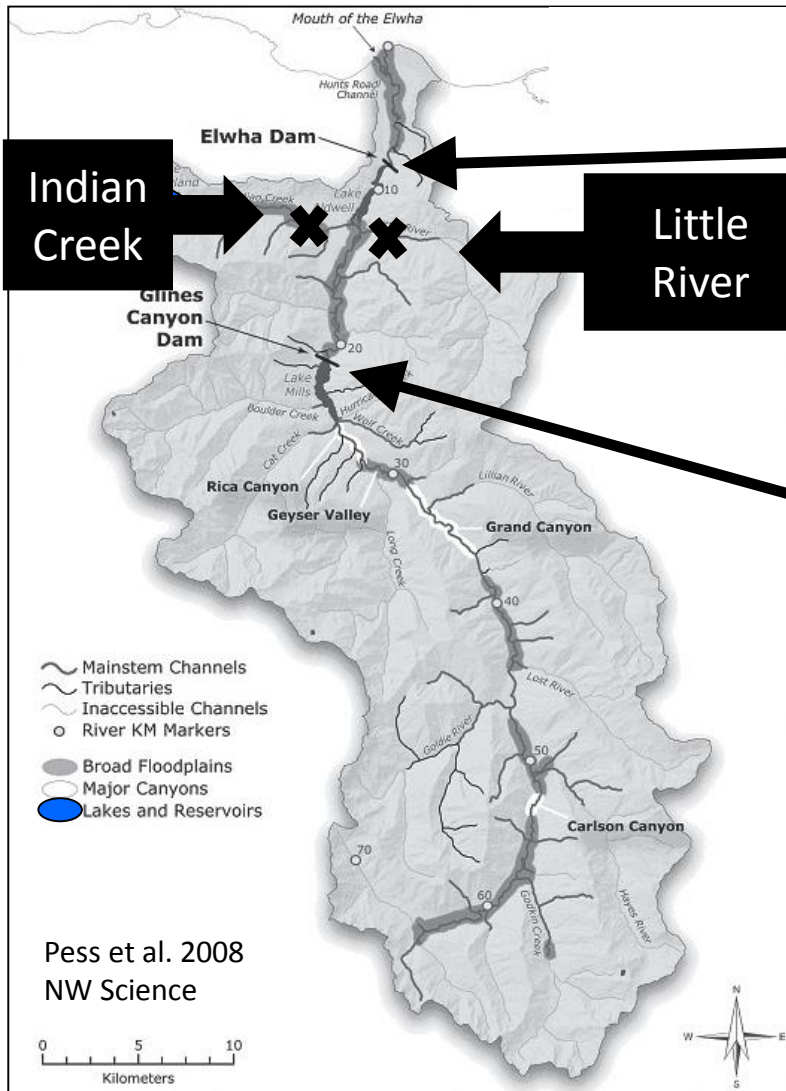 Mouth of the Elwha
Hunts Road
Channel
Elwha Dam
Indian
Creek
Creek
Lake
10
River
Little
River
Glines
Canyon
Dam
20
Lake
Mills
Boulder Creek
Wolf Creek
Cat Creek
Rica Canyon
30
Geyser Valley
Lillian River
Grand Canyon
Long Creek
40
Mainstem Channels
Tributaries
Inaccessible Channels
River KM Markers
Broad Floodplains
Major Canyons
Lakes and Reservoirs
Lost River
Goldie River
50
Carlson Canyon
70
60
Godkin Creek
Hayes River
Pess et al. 2008
NW Science
0 5 10
Kilometers
N
W E
S